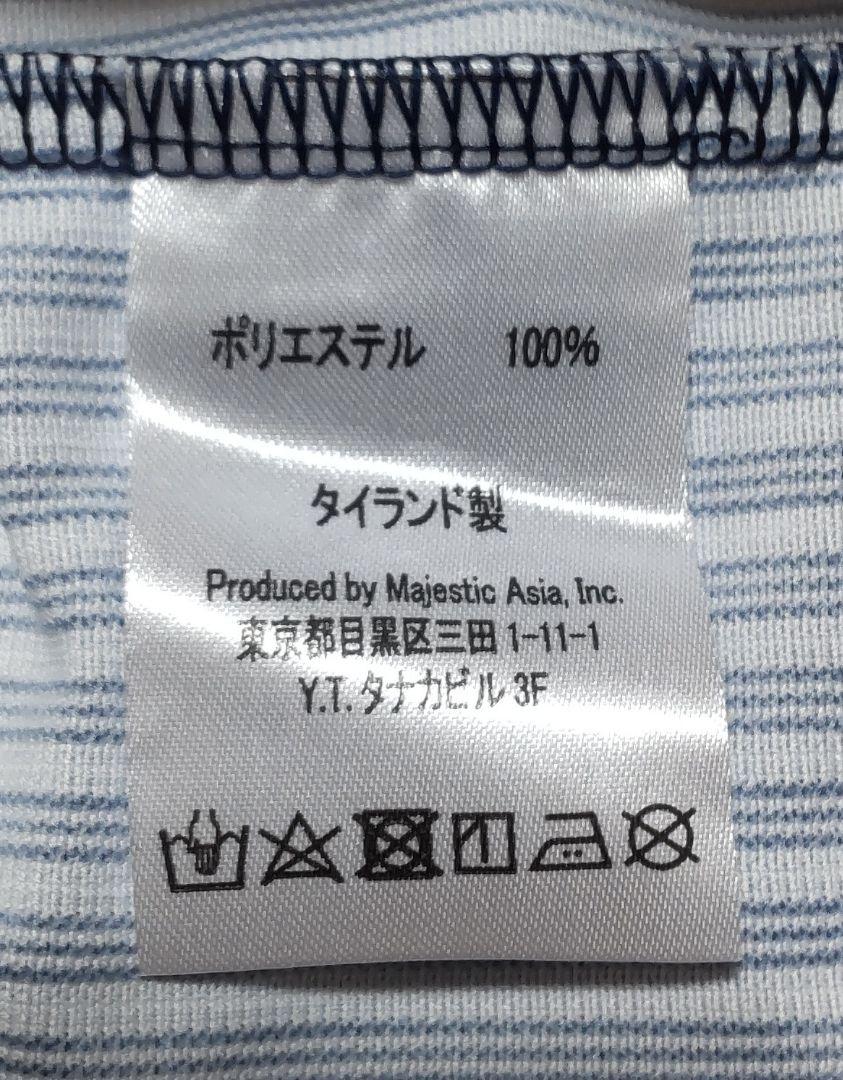 ポリエステル 100%
タイランド製
Produced by Majestic Asia, Inc.
東京都目黒区三田1-11-1
Y.T. タナカビル 3F